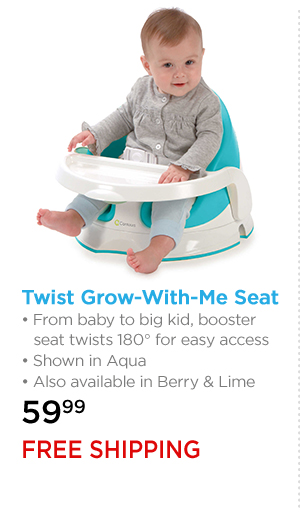 Twist Grow-With-Me Seat
• From baby to big kid, booster
seat twists 180° for easy access
• Shown in Aqua
• Also available in Berry & Lime
59⁹⁹
FREE SHIPPING